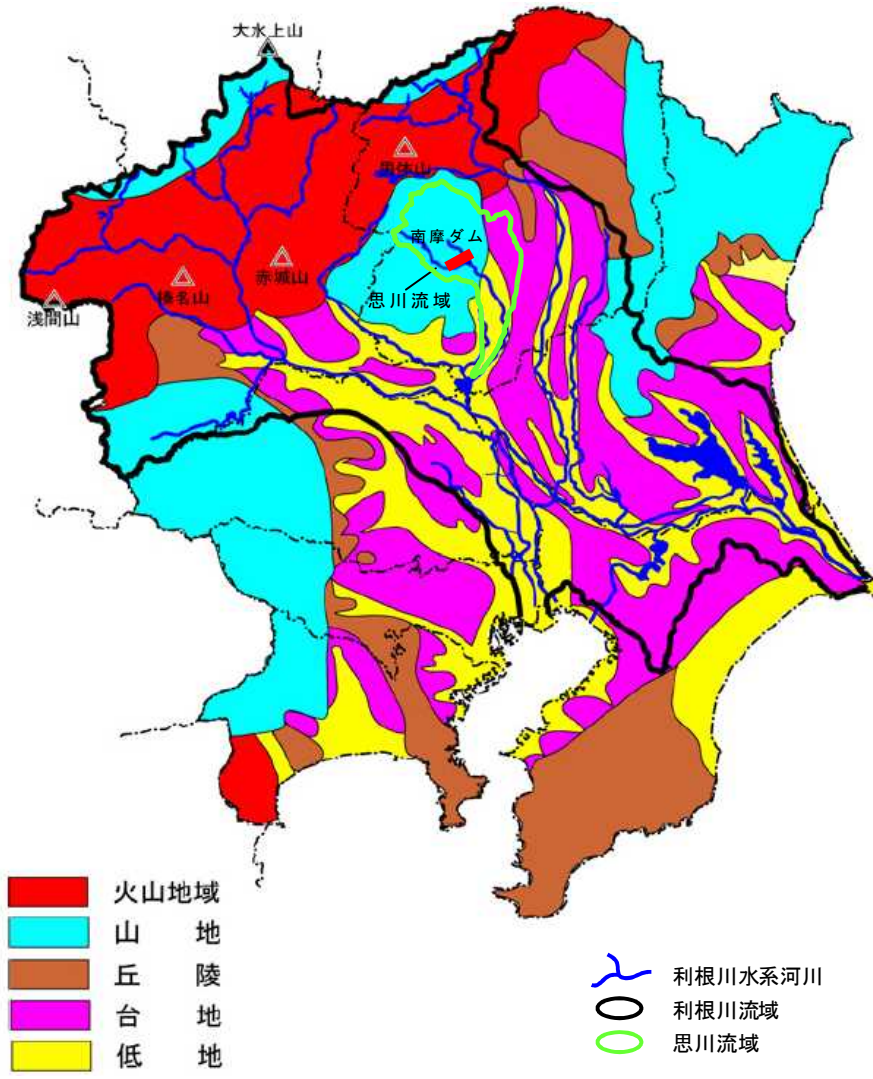 大水上山
男体山
南摩ダム
赤城山
榛名山
思川流域
浅間山
火山地域
山 地
丘 陵
台 地
低 地
利根川水系河川
利根川流域
思川流域